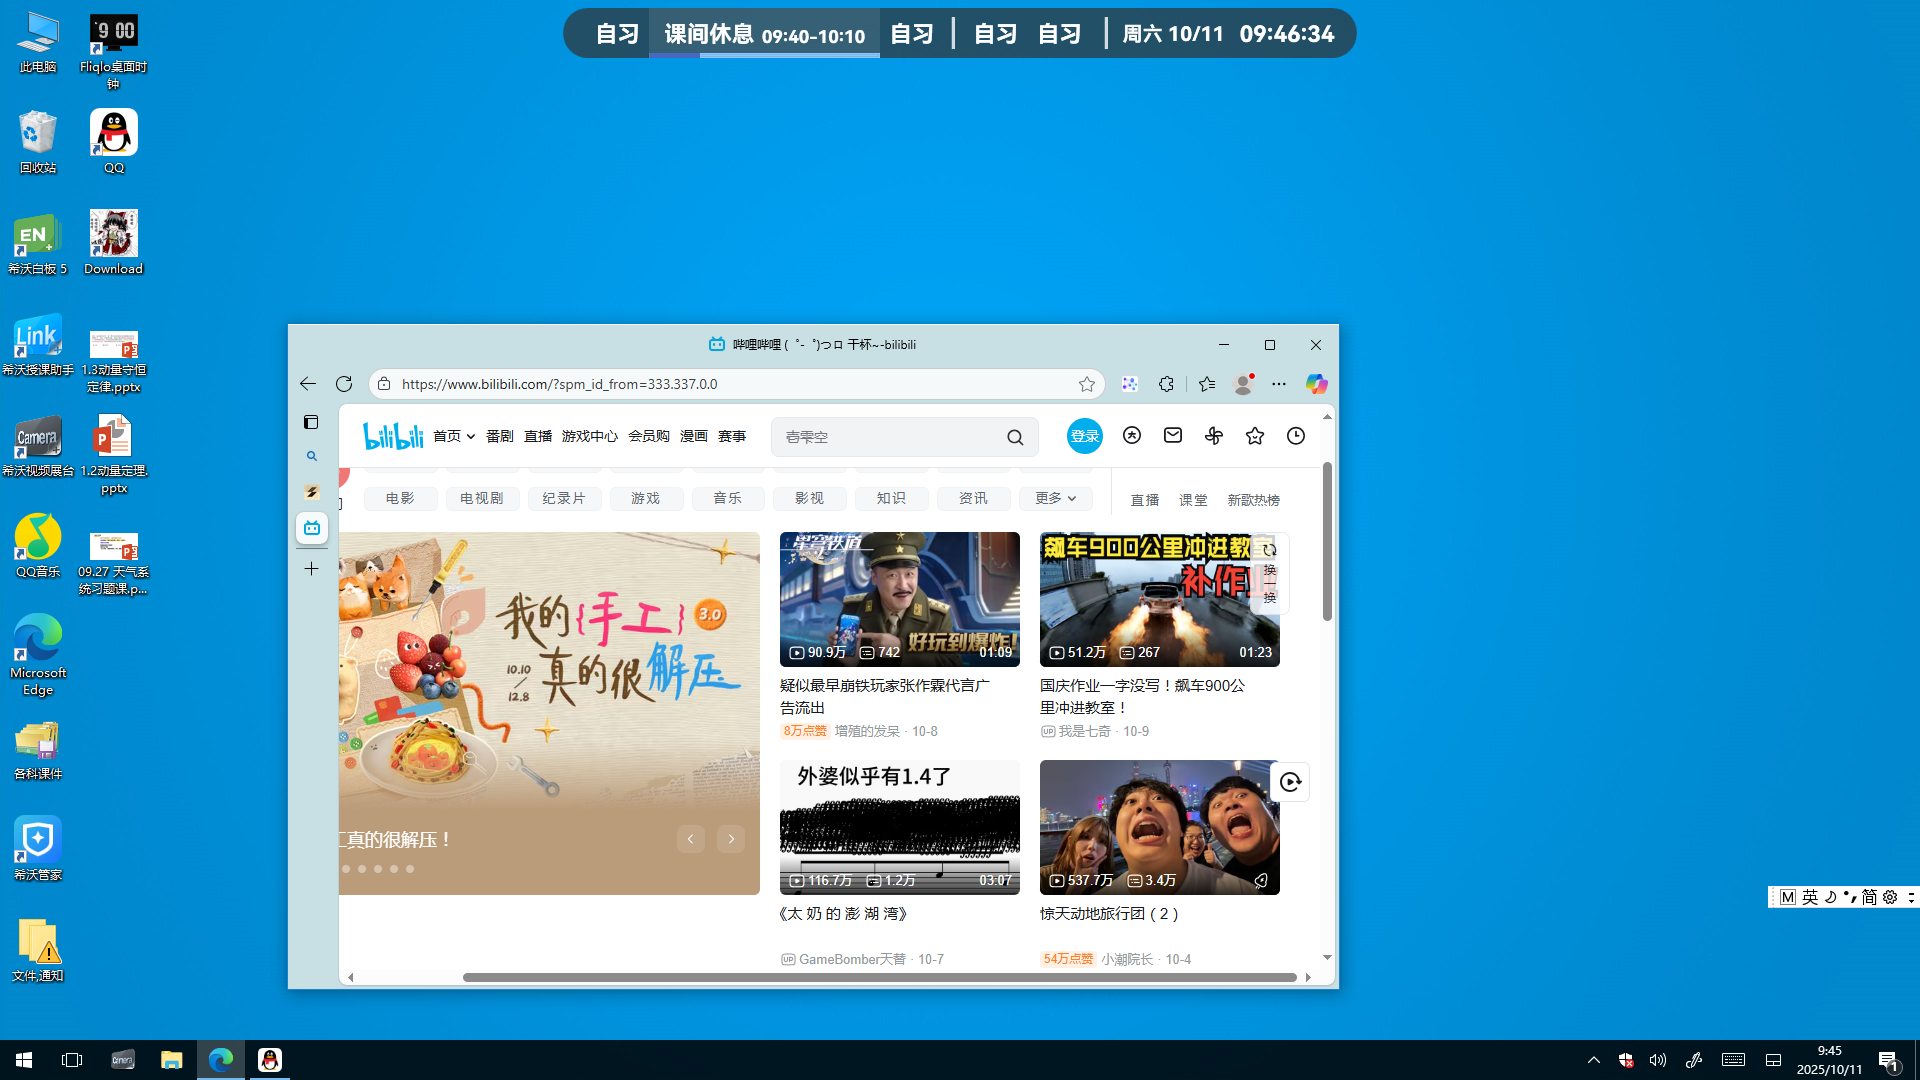 自习 课间休息 09:40-10:10 自习 自习 自习 周六 10/11 09:46:34
此电脑
Fliqlo桌面时钟
回收站
QQ
希沃白板 5
Download
希沃授课助手
1.3动量守恒定律.pptx
希沃视频展台
1.2动量定理.pptx
QQ音乐
09.27 天气系统习题课.p...
Microsoft Edge
各科课件
希沃管家
文件,通知
哔哩哔哩 (゜-゜)つロ 干杯~-bilibili
https://www.bilibili.com/?spm_id_from=333.337.0.0
bilibili 首页 番剧 直播 游戏中心 会员购 漫画 赛事 壱雫空 登录
电影 电视剧 纪录片 游戏 音乐 影视 知识 资讯 更多 直播 课堂 新歌热榜
我的{手工} 3.0
真的很解压
10.10
12.8
工真的很解压！
好玩到爆炸!
90.9万 742 01:09
疑似最早崩铁玩家张作霖代言广
告流出
8万点赞 增殖的发呆 · 10-8
飙车900公里冲进教室
补作业
换
换
51.2万 267 01:23
国庆作业一字没写！飙车900公
里冲进教室！
UP 我是七奇 · 10-9
外婆似乎有1.4了
116.7万 1.2万 03:07
《太 奶 的 澎 湖 湾》
UP GameBomber天替 · 10-7
537.7万 3.4万
惊天动地旅行团（2）
54万点赞 小潮院长 · 10-4
M 英 简
9:45
2025/10/11
1